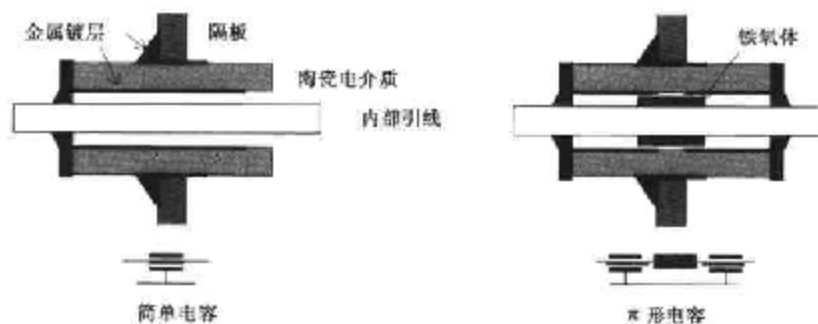 金属镀层
隔板
陶瓷电介质
内部引线
简单电容
铁氧体
π 形电容